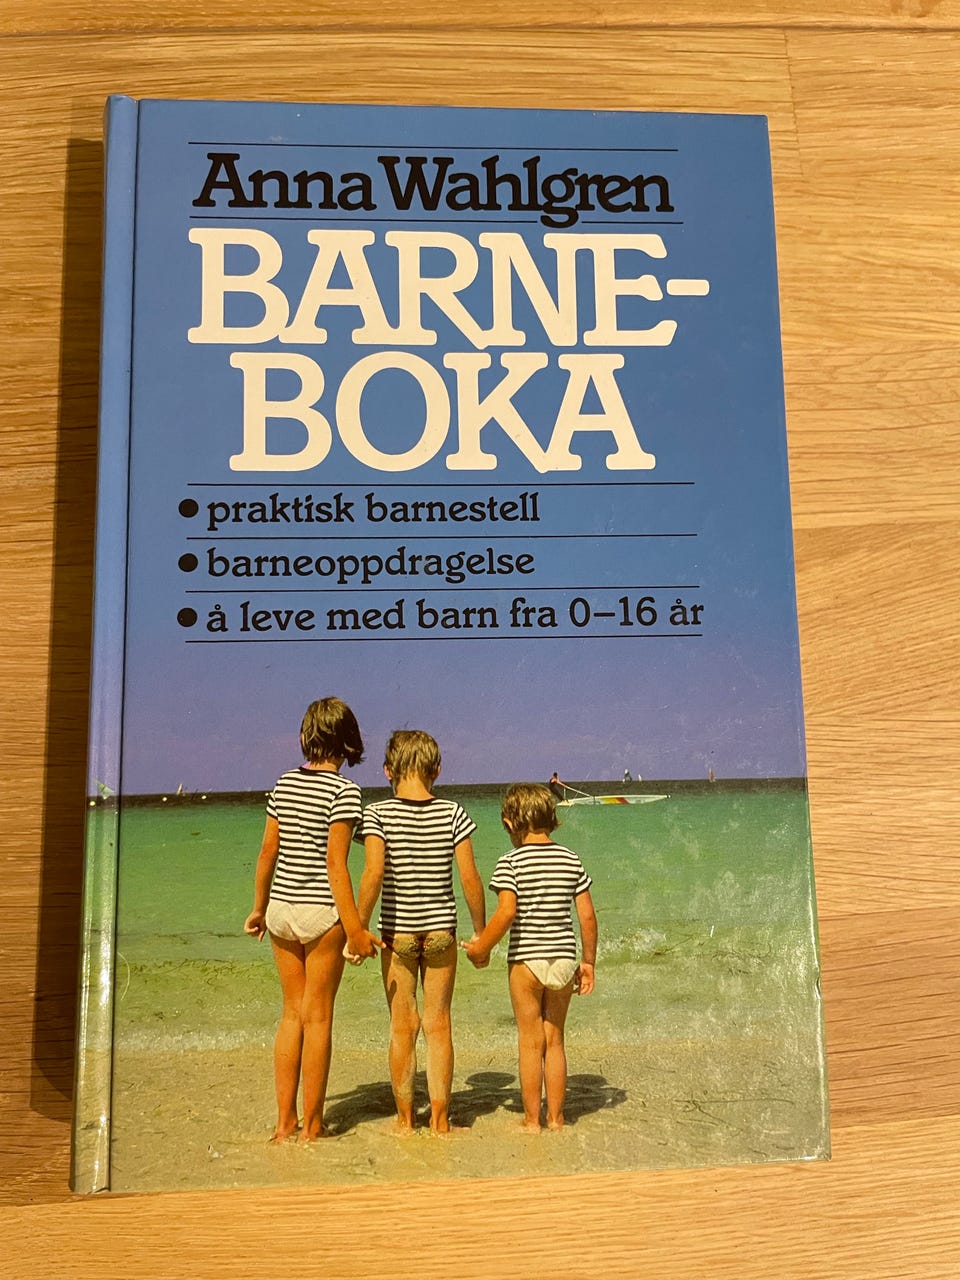 Anna Wahlgren
BARNE-
BOKA
• praktisk barnestell
• barneoppdragelse
• å leve med barn fra 0–16 år